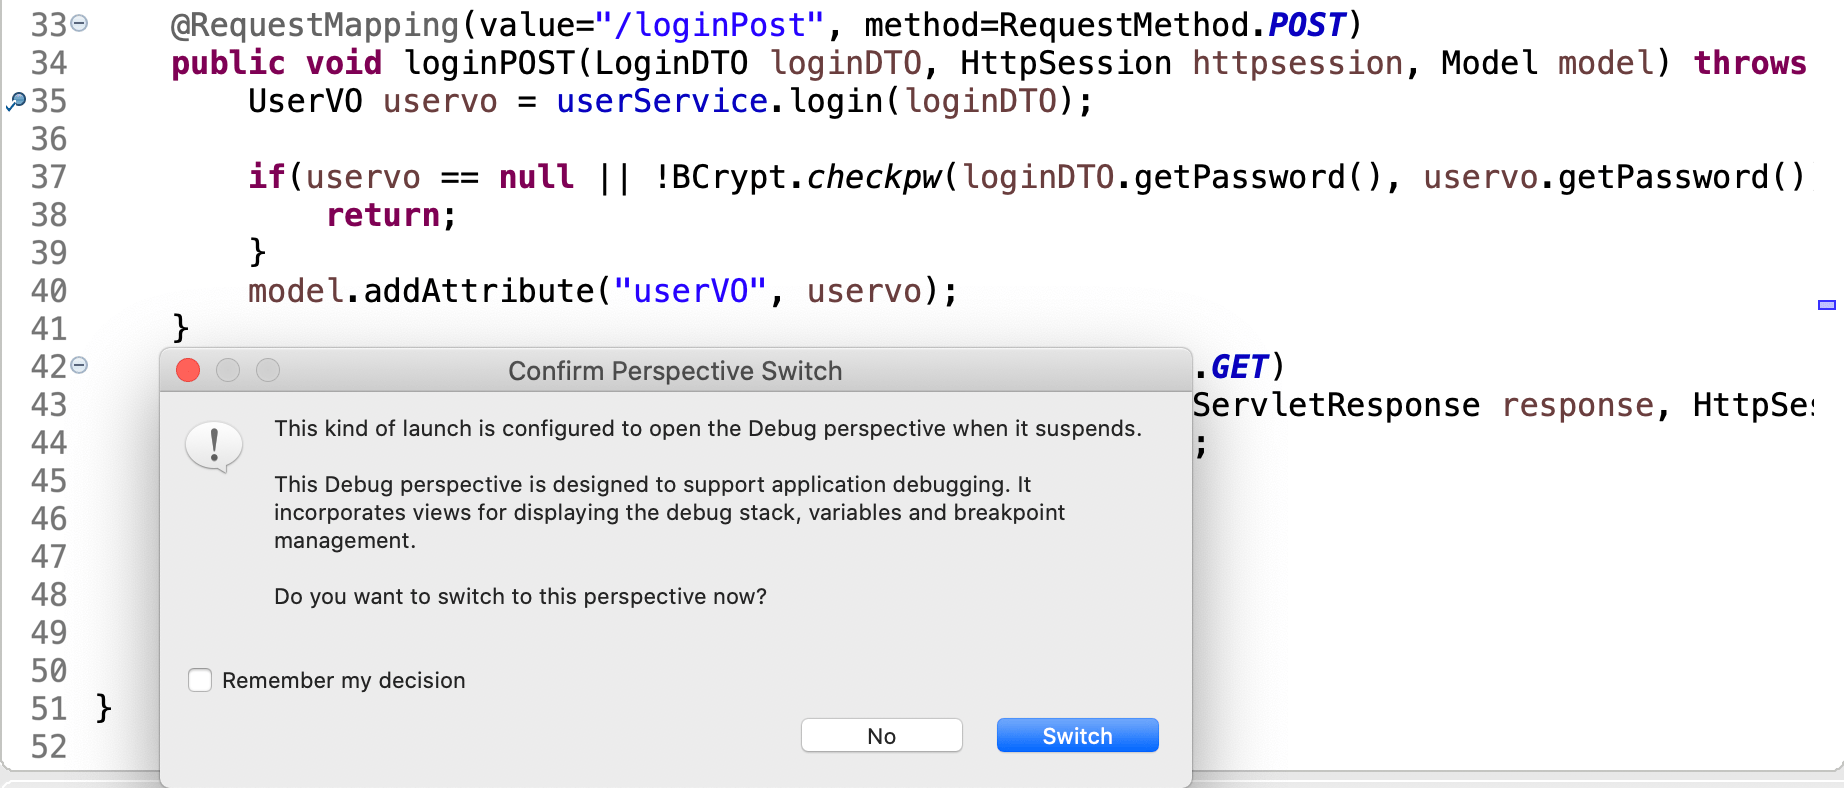 33 @RequestMapping(value="/loginPost", method=RequestMethod.POST)
34 public void loginPOST(LoginDTO loginDTO, HttpSession httpsession, Model model) throws
35 UserVO uservo = userService.login(loginDTO);
36
37 if(uservo == null || !BCrypt.checkpw(loginDTO.getPassword(), uservo.getPassword()
38 return;
39 }
40 model.addAttribute("userVO", uservo);
41 }
42 .GET)
43 ServletResponse response, HttpSes
44 ;
45
46
47
48
49
50
51 }
52
Confirm Perspective Switch
This kind of launch is configured to open the Debug perspective when it suspends.
This Debug perspective is designed to support application debugging. It
incorporates views for displaying the debug stack, variables and breakpoint
management.
Do you want to switch to this perspective now?
Remember my decision
No Switch